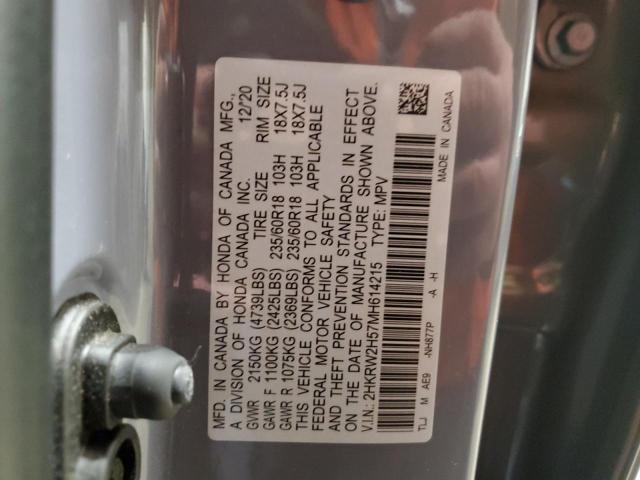 MFD. IN CANADA BY HONDA OF CANADA MFG.,
A DIVISION OF HONDA CANADA INC. 12/20
GVWR 2150KG (4739LBS) TIRE SIZE RIM SIZE
GAWR F 1100KG (2425LBS) 235/60R18 103H 18X7.5J
GAWR R 1075KG (2369LBS) 235/60R18 103H 18X7.5J
THIS VEHICLE CONFORMS TO ALL APPLICABLE
FEDERAL MOTOR VEHICLE SAFETY
AND THEFT PREVENTION STANDARDS IN EFFECT
ON THE DATE OF MANUFACTURE SHOWN ABOVE.
V.I.N.: 2HKRW2H57MH614215 TYPE: MPV
TLJ M AE9 -NH877P -A -H
MADE IN CANADA